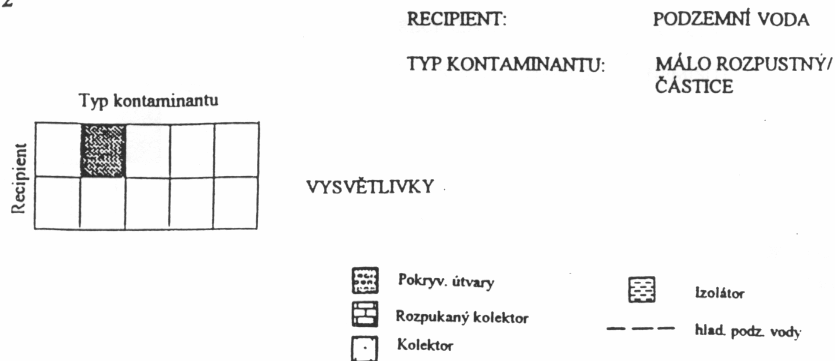 2
RECIPIENT: PODZEMNÍ VODA
TYP KONTAMINANTU: MÁLO ROZPUSTNÝ/
ČÁSTICE
Typ kontaminantu
Recipient
VYSVĚTLIVKY
Pokryv. útvary
Izolátor
Rozpukaný kolektor
hlad. podz. vody
Kolektor